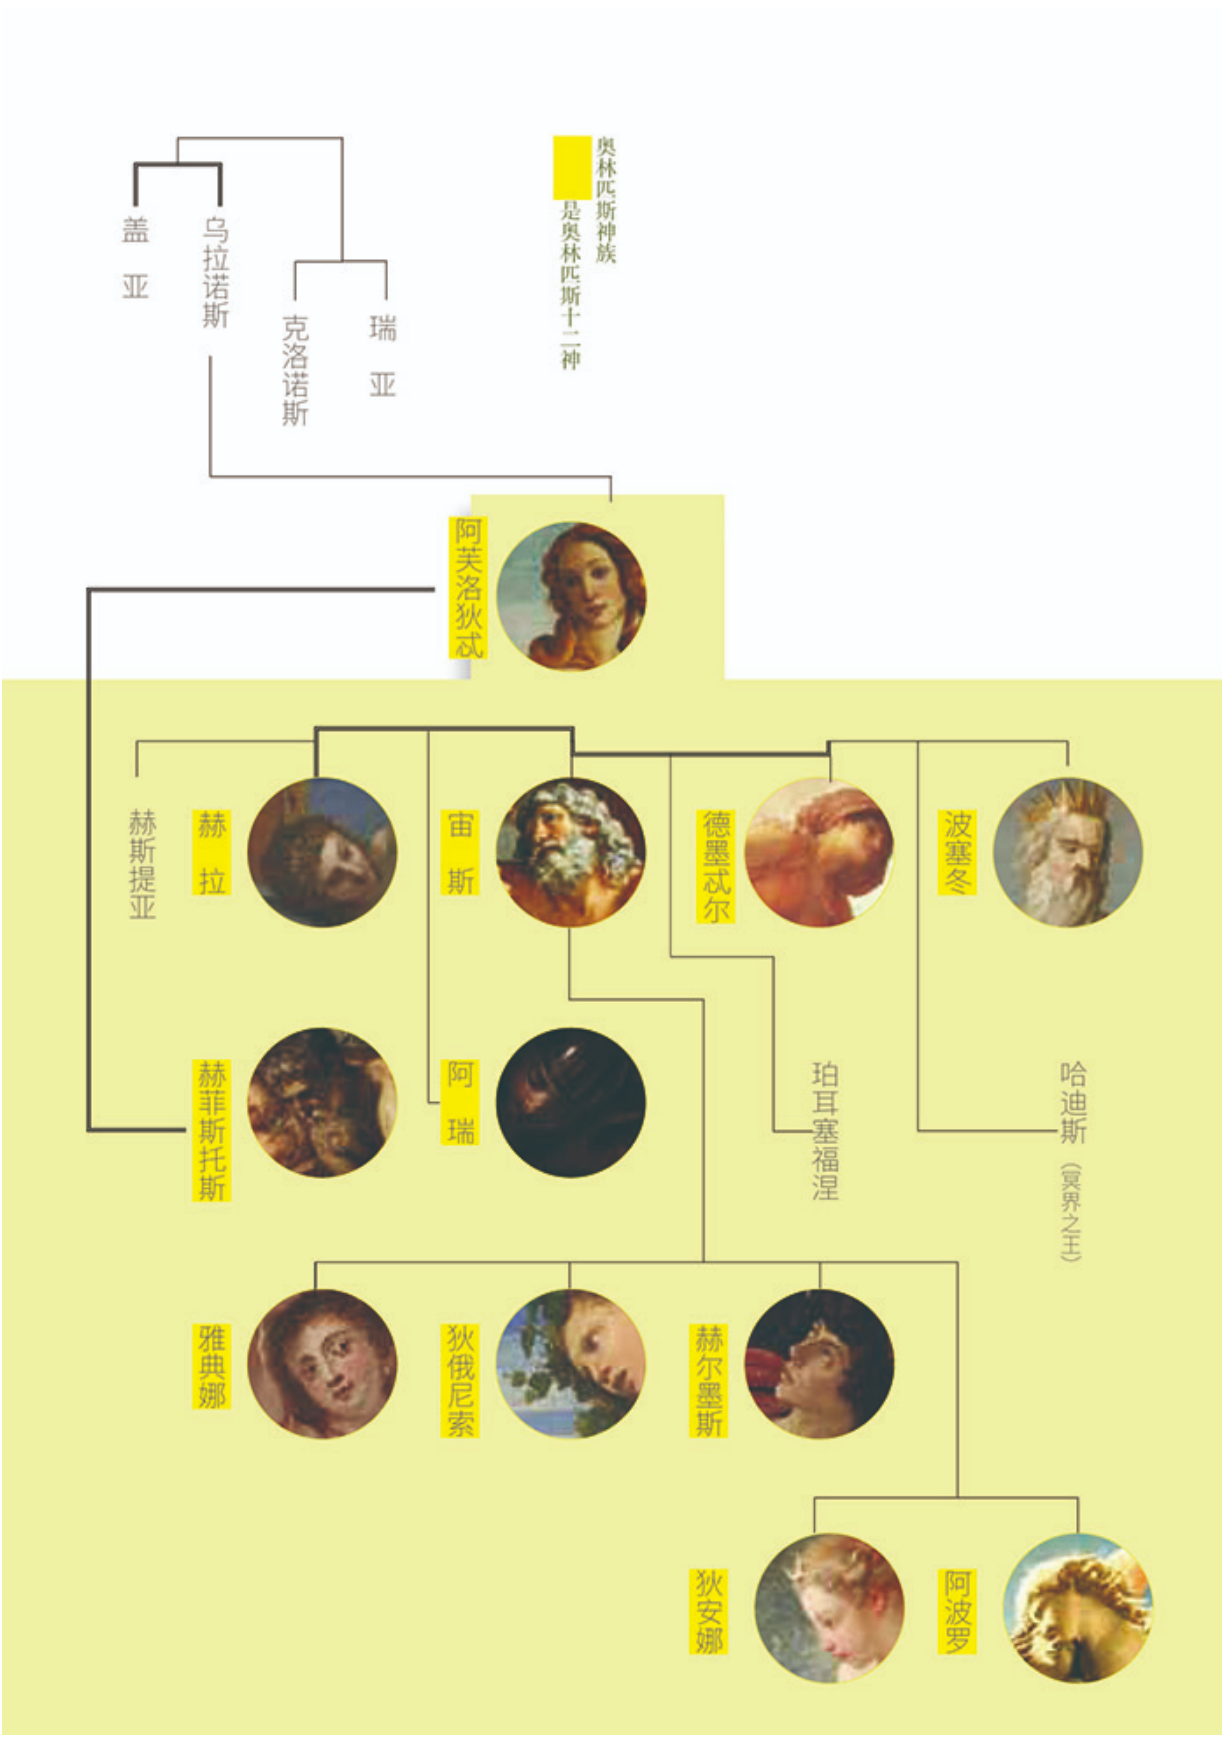 奥林匹斯神族
是奥林匹斯十二神
盖亚
乌拉诺斯
克洛诺斯
瑞亚
阿芙洛狄忒
赫斯提亚
赫拉
宙斯
德墨忒尔
波塞冬
赫菲斯托斯
阿瑞
珀耳塞福涅
哈迪斯（冥界之王）
雅典娜
狄俄尼索
赫尔墨斯
狄安娜
阿波罗